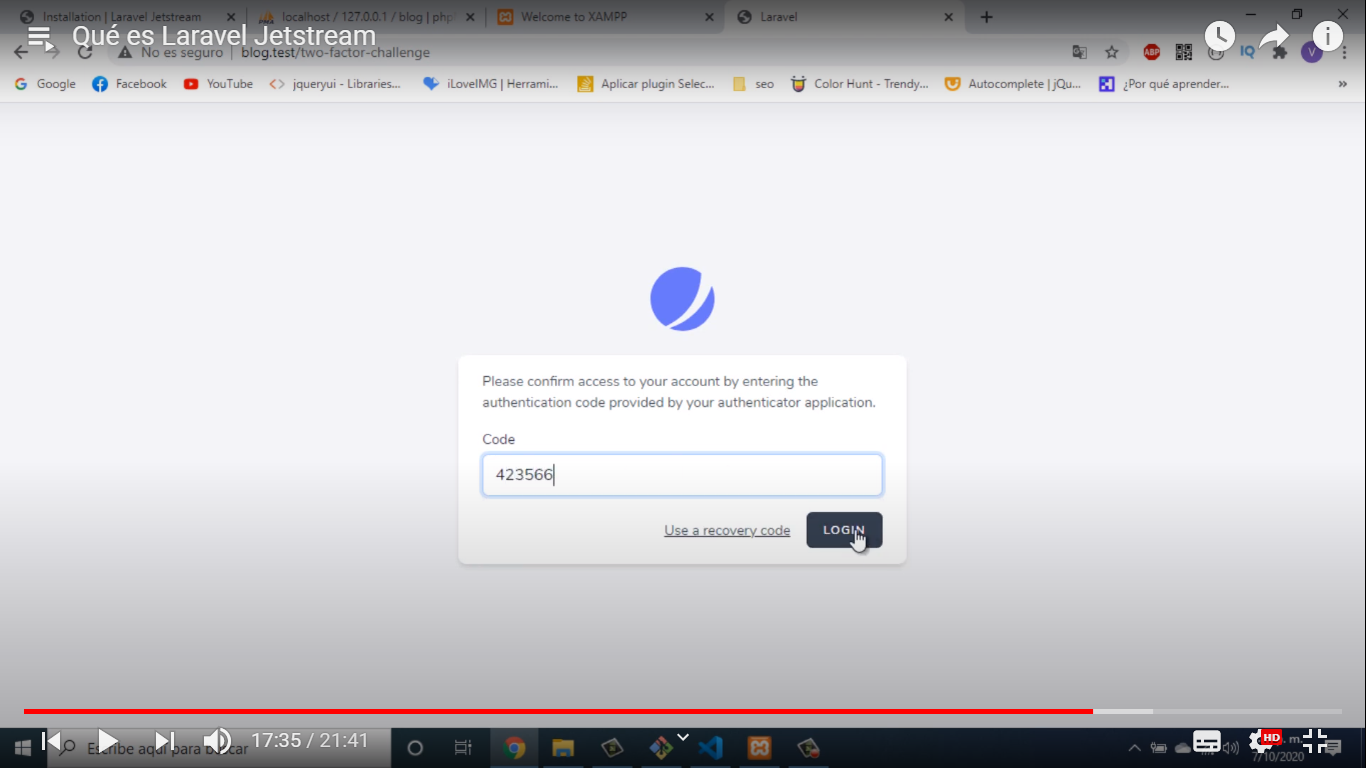 Installation | Laravel Jetstream
localhost / 127.0.0.1 / blog | php
Welcome to XAMPP
Laravel
Qué es Laravel Jetstream
No es seguro | blog.test/two-factor-challenge
ABP
IQ
V
Google
Facebook
YouTube
jqueryui - Libraries...
iLoveIMG | Herrami...
Aplicar plugin Selec...
seo
Color Hunt - Trendy...
Autocomplete | jQu...
¿Por qué aprender...
Please confirm access to your account by entering the
authentication code provided by your authenticator application.
Code
423566
Use a recovery code
LOGIN
Escribe aquí para buscar
17:35 / 21:41
HD
7/10/2020